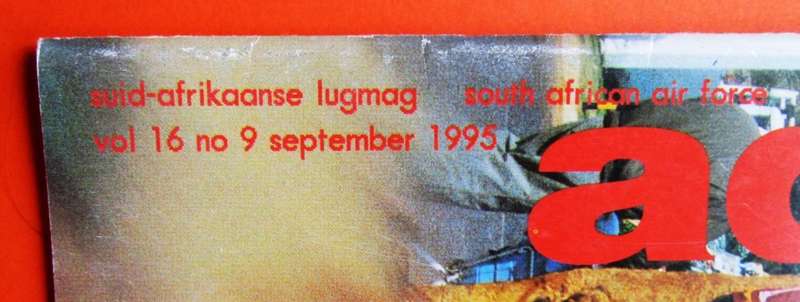 suid-afrikaanse lugmag south african air force
vol 16 no 9 september 1995